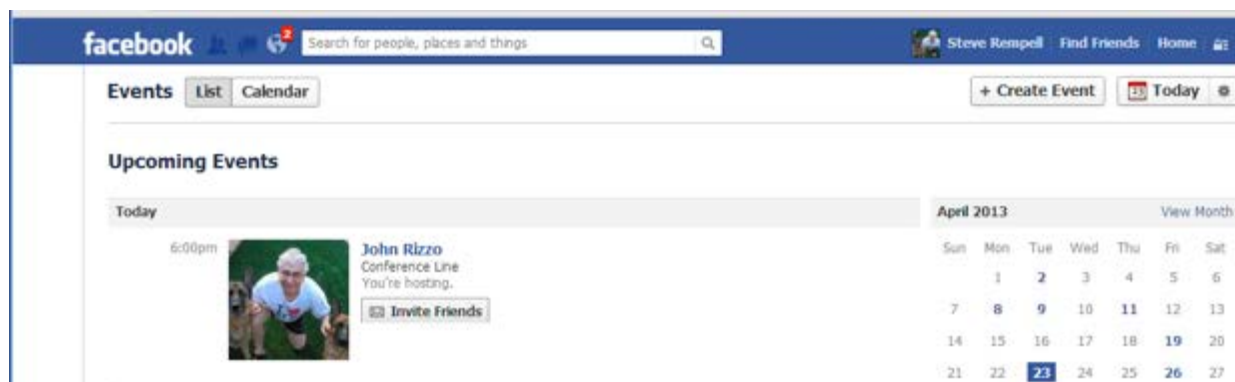 facebook 2 Search for people, places and things Steve Rempell Find Friends Home
Events List Calendar + Create Event 23 Today
Upcoming Events
Today
6:00pm John Rizzo
Conference Line
You're hosting.
Invite Friends
April 2013 View Month
Sun Mon Tue Wed Thu Fri Sat
1 2 3 4 5 6
7 8 9 10 11 12 13
14 15 16 17 18 19 20
21 22 23 24 25 26 27